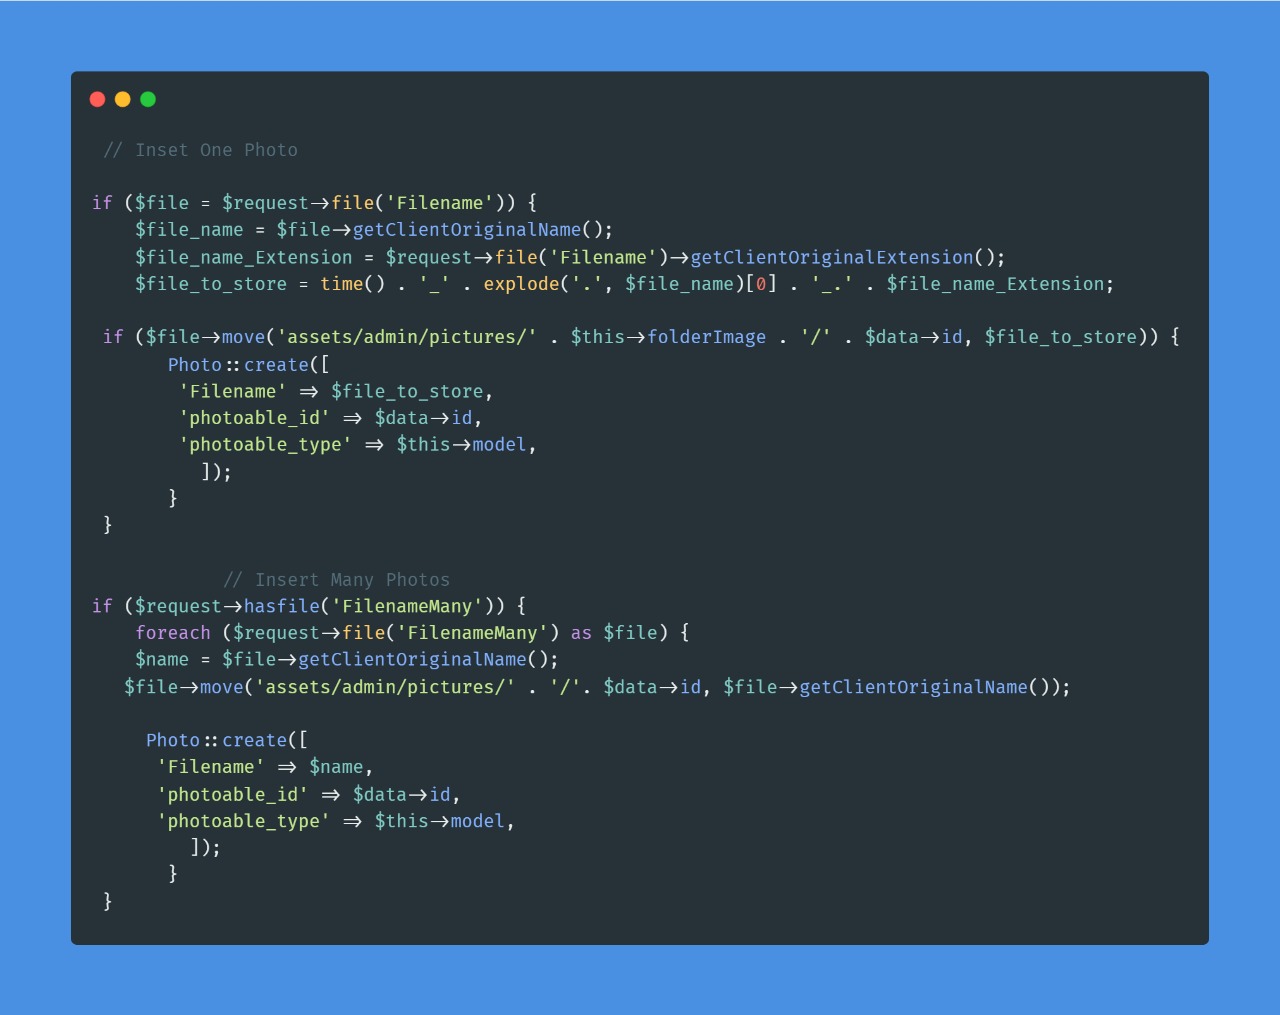 // Inset One Photo
if ($file = $request->file('Filename')) {
$file_name = $file->getClientOriginalName();
$file_name_Extension = $request->file('Filename')->getClientOriginalExtension();
$file_to_store = time() . '_' . explode('.', $file_name)[0] . '_.' . $file_name_Extension;
if ($file->move('assets/admin/pictures/' . $this->folderImage . '/' . $data->id, $file_to_store)) {
Photo::create([
'Filename' => $file_to_store,
'photoable_id' => $data->id,
'photoable_type' => $this->model,
]);
}
}
// Insert Many Photos
if ($request->hasfile('FilenameMany')) {
foreach ($request->file('FilenameMany') as $file) {
$name = $file->getClientOriginalName();
$file->move('assets/admin/pictures/' . '/'. $data->id, $file->getClientOriginalName());
Photo::create([
'Filename' => $name,
'photoable_id' => $data->id,
'photoable_type' => $this->model,
]);
}
}